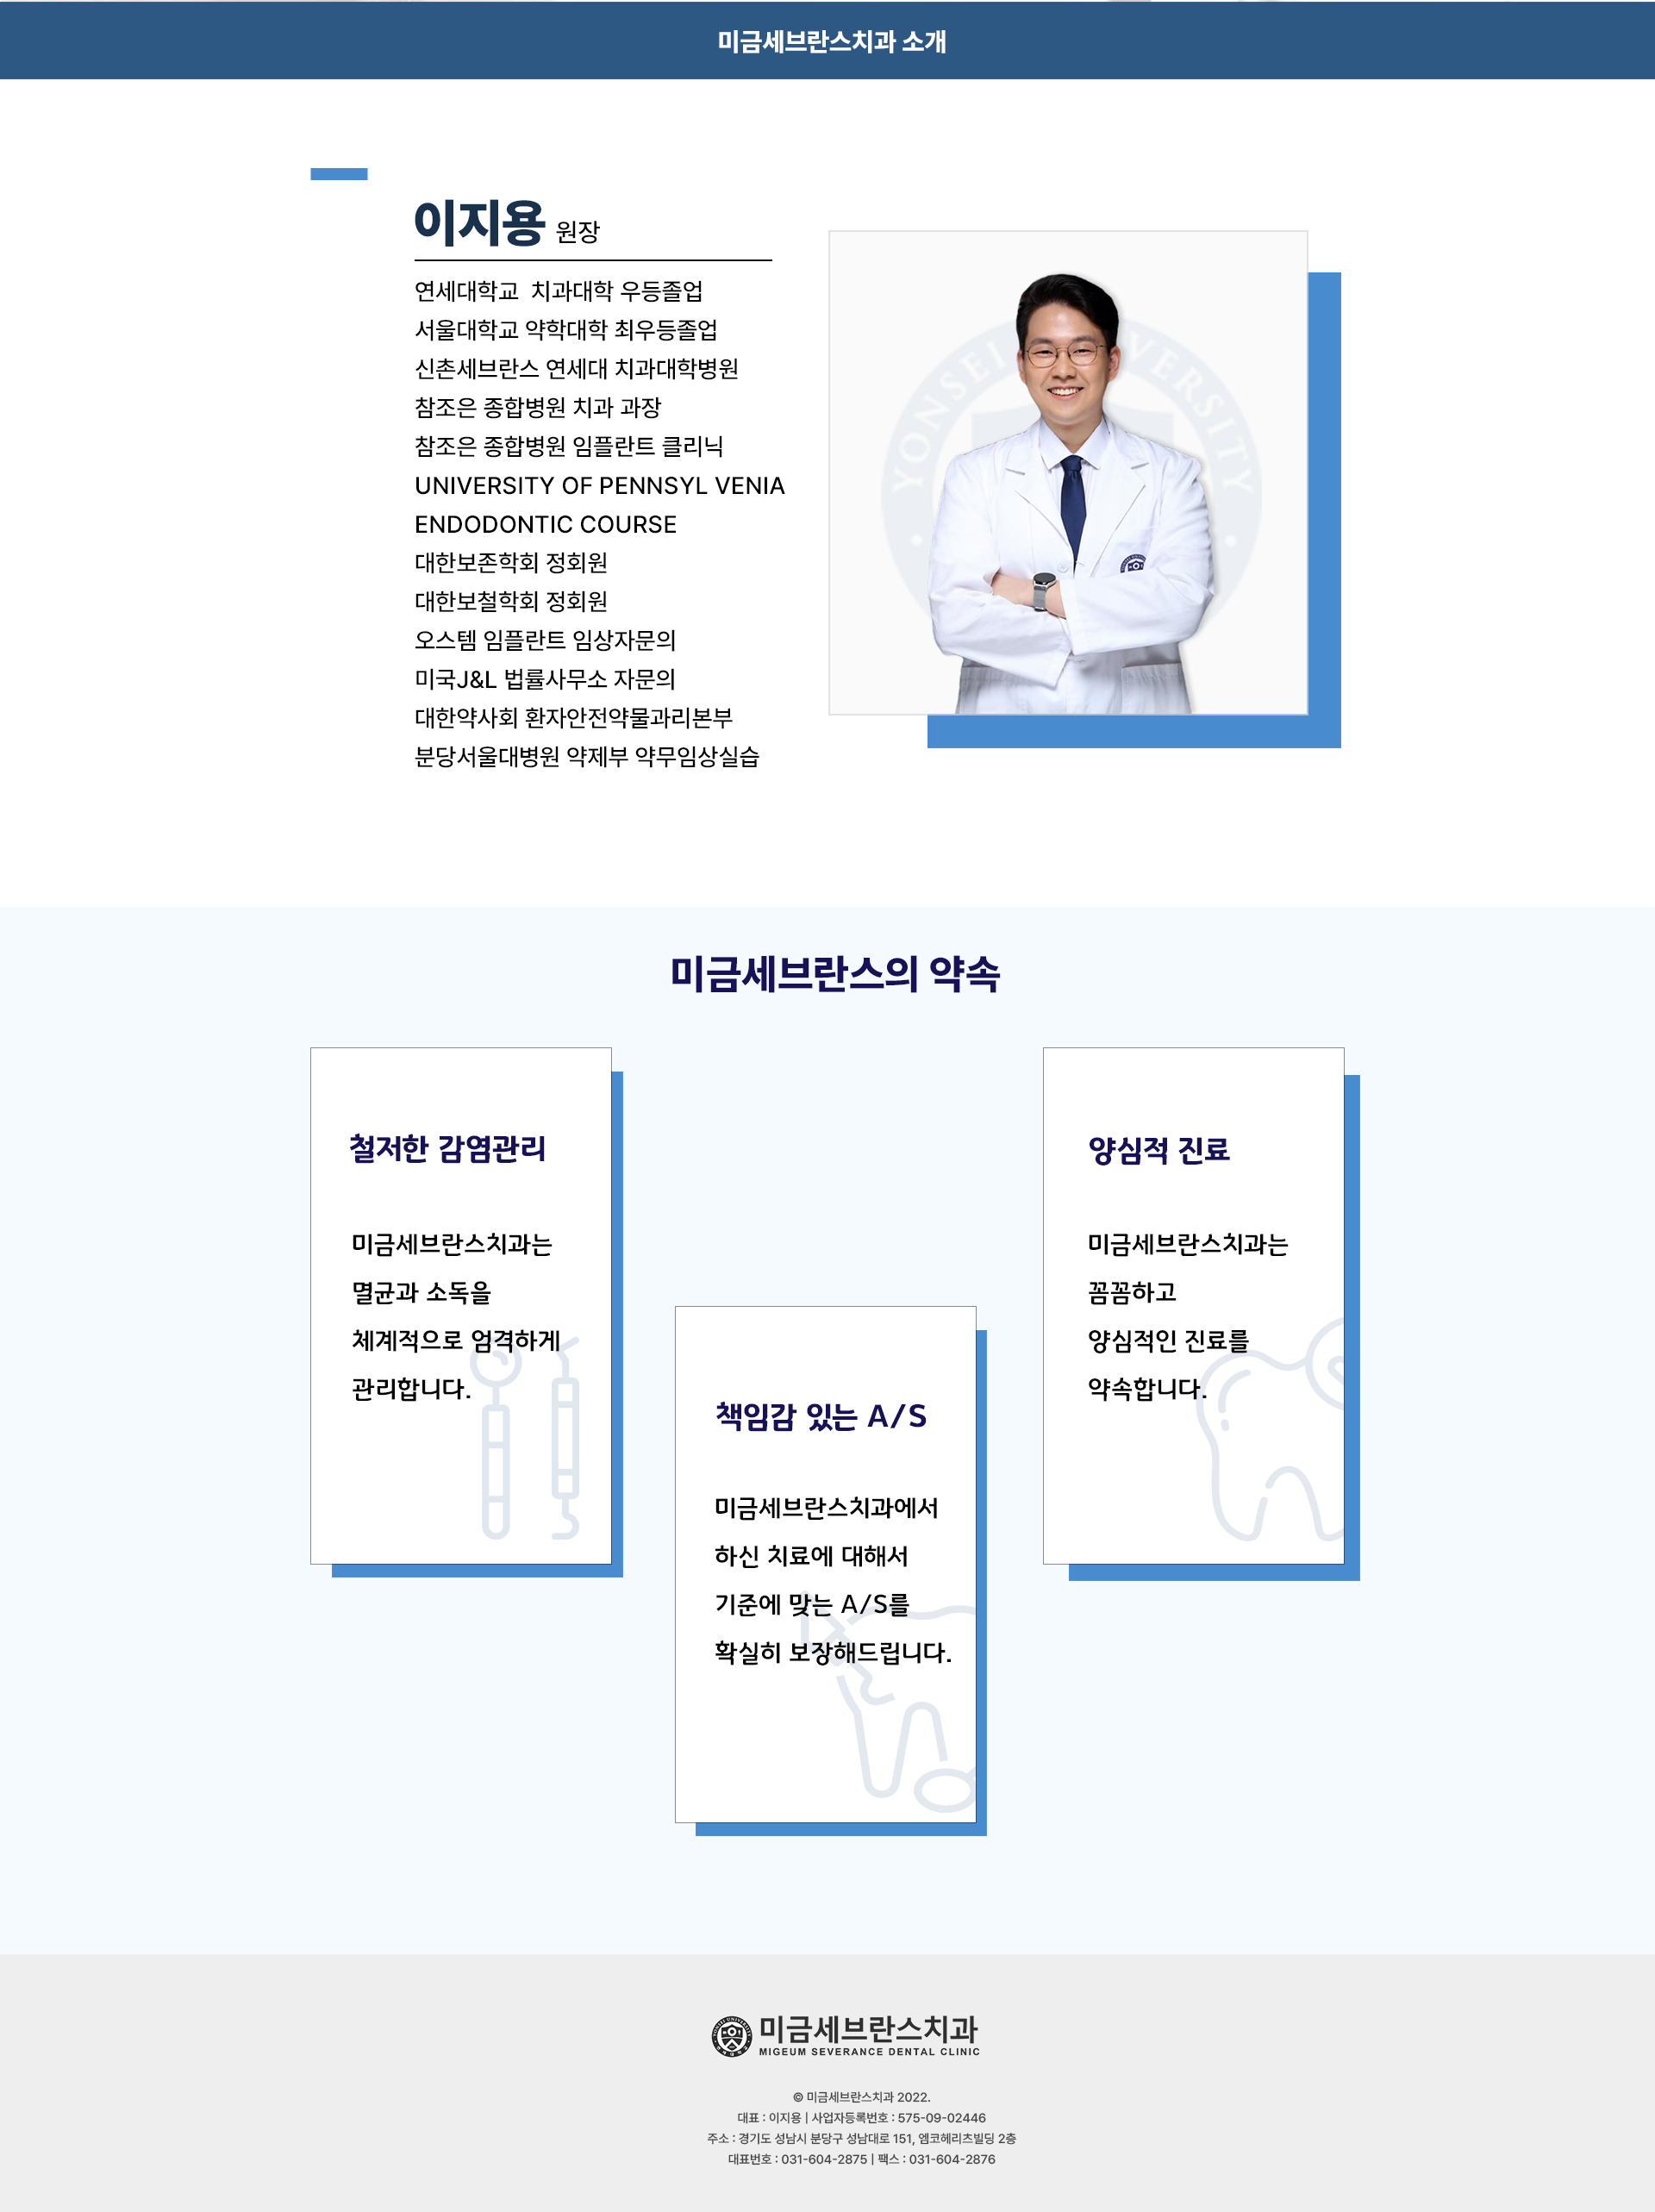 미금세브란스치과 소개
이지용 원장
연세대학교 치과대학 우등졸업
서울대학교 약학대학 최우등졸업
신촌세브란스 연세대 치과대학병원
참조은 종합병원 치과 과장
참조은 종합병원 임플란트 클리닉
UNIVERSITY OF PENNSYL VENIA
ENDODONTIC COURSE
대한보존학회 정회원
대한보철학회 정회원
오스템 임플란트 임상자문의
미국J&L 법률사무소 자문의
대한약사회 환자안전약물과리본부
분당서울대병원 약제부 약무임상실습
YONSEI VERSITY
미금세브란스의 약속
철저한 감염관리
미금세브란스치과는
멸균과 소독을
체계적으로 엄격하게
관리합니다.
책임감 있는 A/S
미금세브란스치과에서
하신 치료에 대해서
기준에 맞는 A/S를
확실히 보장해드립니다.
양심적 진료
미금세브란스치과는
꼼꼼하고
양심적인 진료를
약속합니다.
미금세브란스치과
MIGEUM SEVERANCE DENTAL CLINIC
© 미금세브란스치과 2022.
대표 : 이지용 | 사업자등록번호 : 575-09-02446
주소 : 경기도 성남시 분당구 성남대로 151, 엠코헤리츠빌딩 2층
대표번호 : 031-604-2875 | 팩스 : 031-604-2876